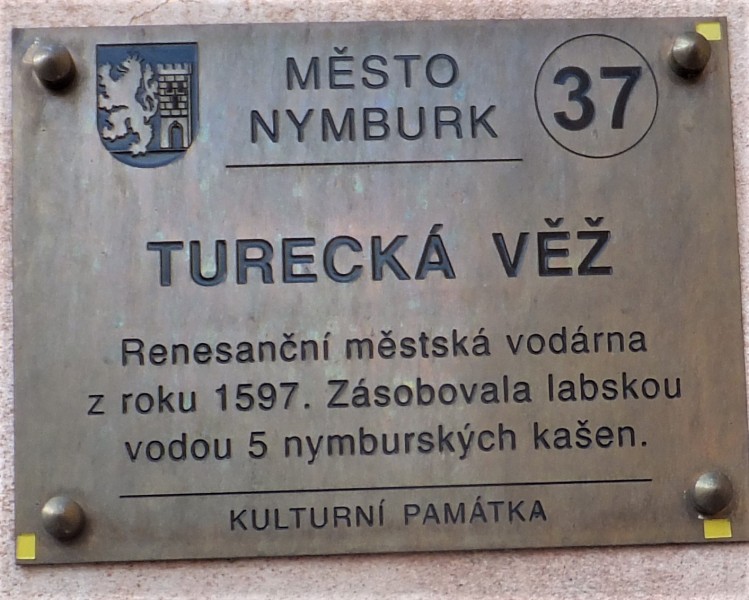 MĚSTO
NYMBURK
37
TURECKÁ VĚŽ
Renesanční městská vodárna
z roku 1597. Zásobovala labskou
vodou 5 nymburských kašen.
KULTURNÍ PAMÁTKA